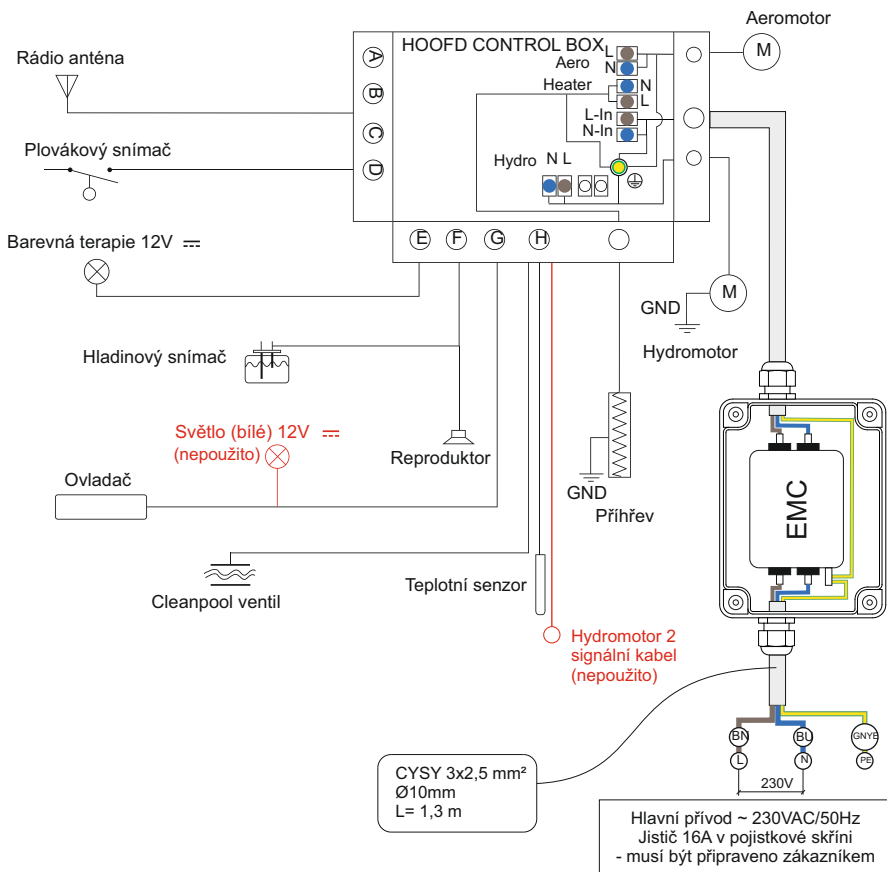 Aeromotor
M
HOOFD CONTROL BOX
L
Aero
N
Heater
N
L
L-In
N-In
Hydro
N L
A
B
C
D
Rádio anténa
Plovákový snímač
Barevná terapie 12V
E
F
G
H
M
GND
Hydromotor
Hladinový snímač
Světlo (bílé) 12V
(nepoužito)
Reproduktor
Ovladač
GND
Příhřev
EMC
Cleanpool ventil
Teplotní senzor
Hydromotor 2
signální kabel
(nepoužito)
BN
BU
GNYE
L
N
PE
230V
CYSY 3x2,5 mm²
Ø10mm
L= 1,3 m
Hlavní přívod ~ 230VAC/50Hz
Jistič 16A v pojistkové skříni
- musí být připraveno zákazníkem